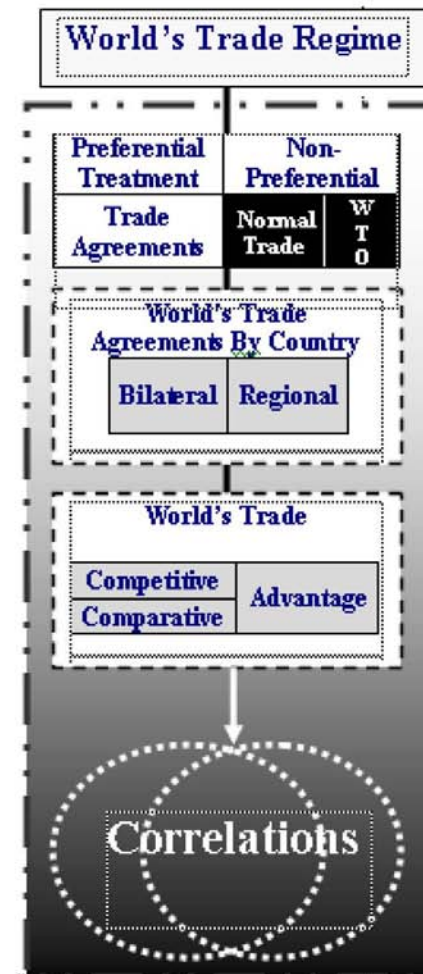 World's Trade Regime
Preferential
Treatment
Non-
Preferential
Trade
Agreements
Normal
Trade
W
T
O
World's Trade
Agreements By Country
Bilateral
Regional
World's Trade
Competitive
Comparative
Advantage
Correlations